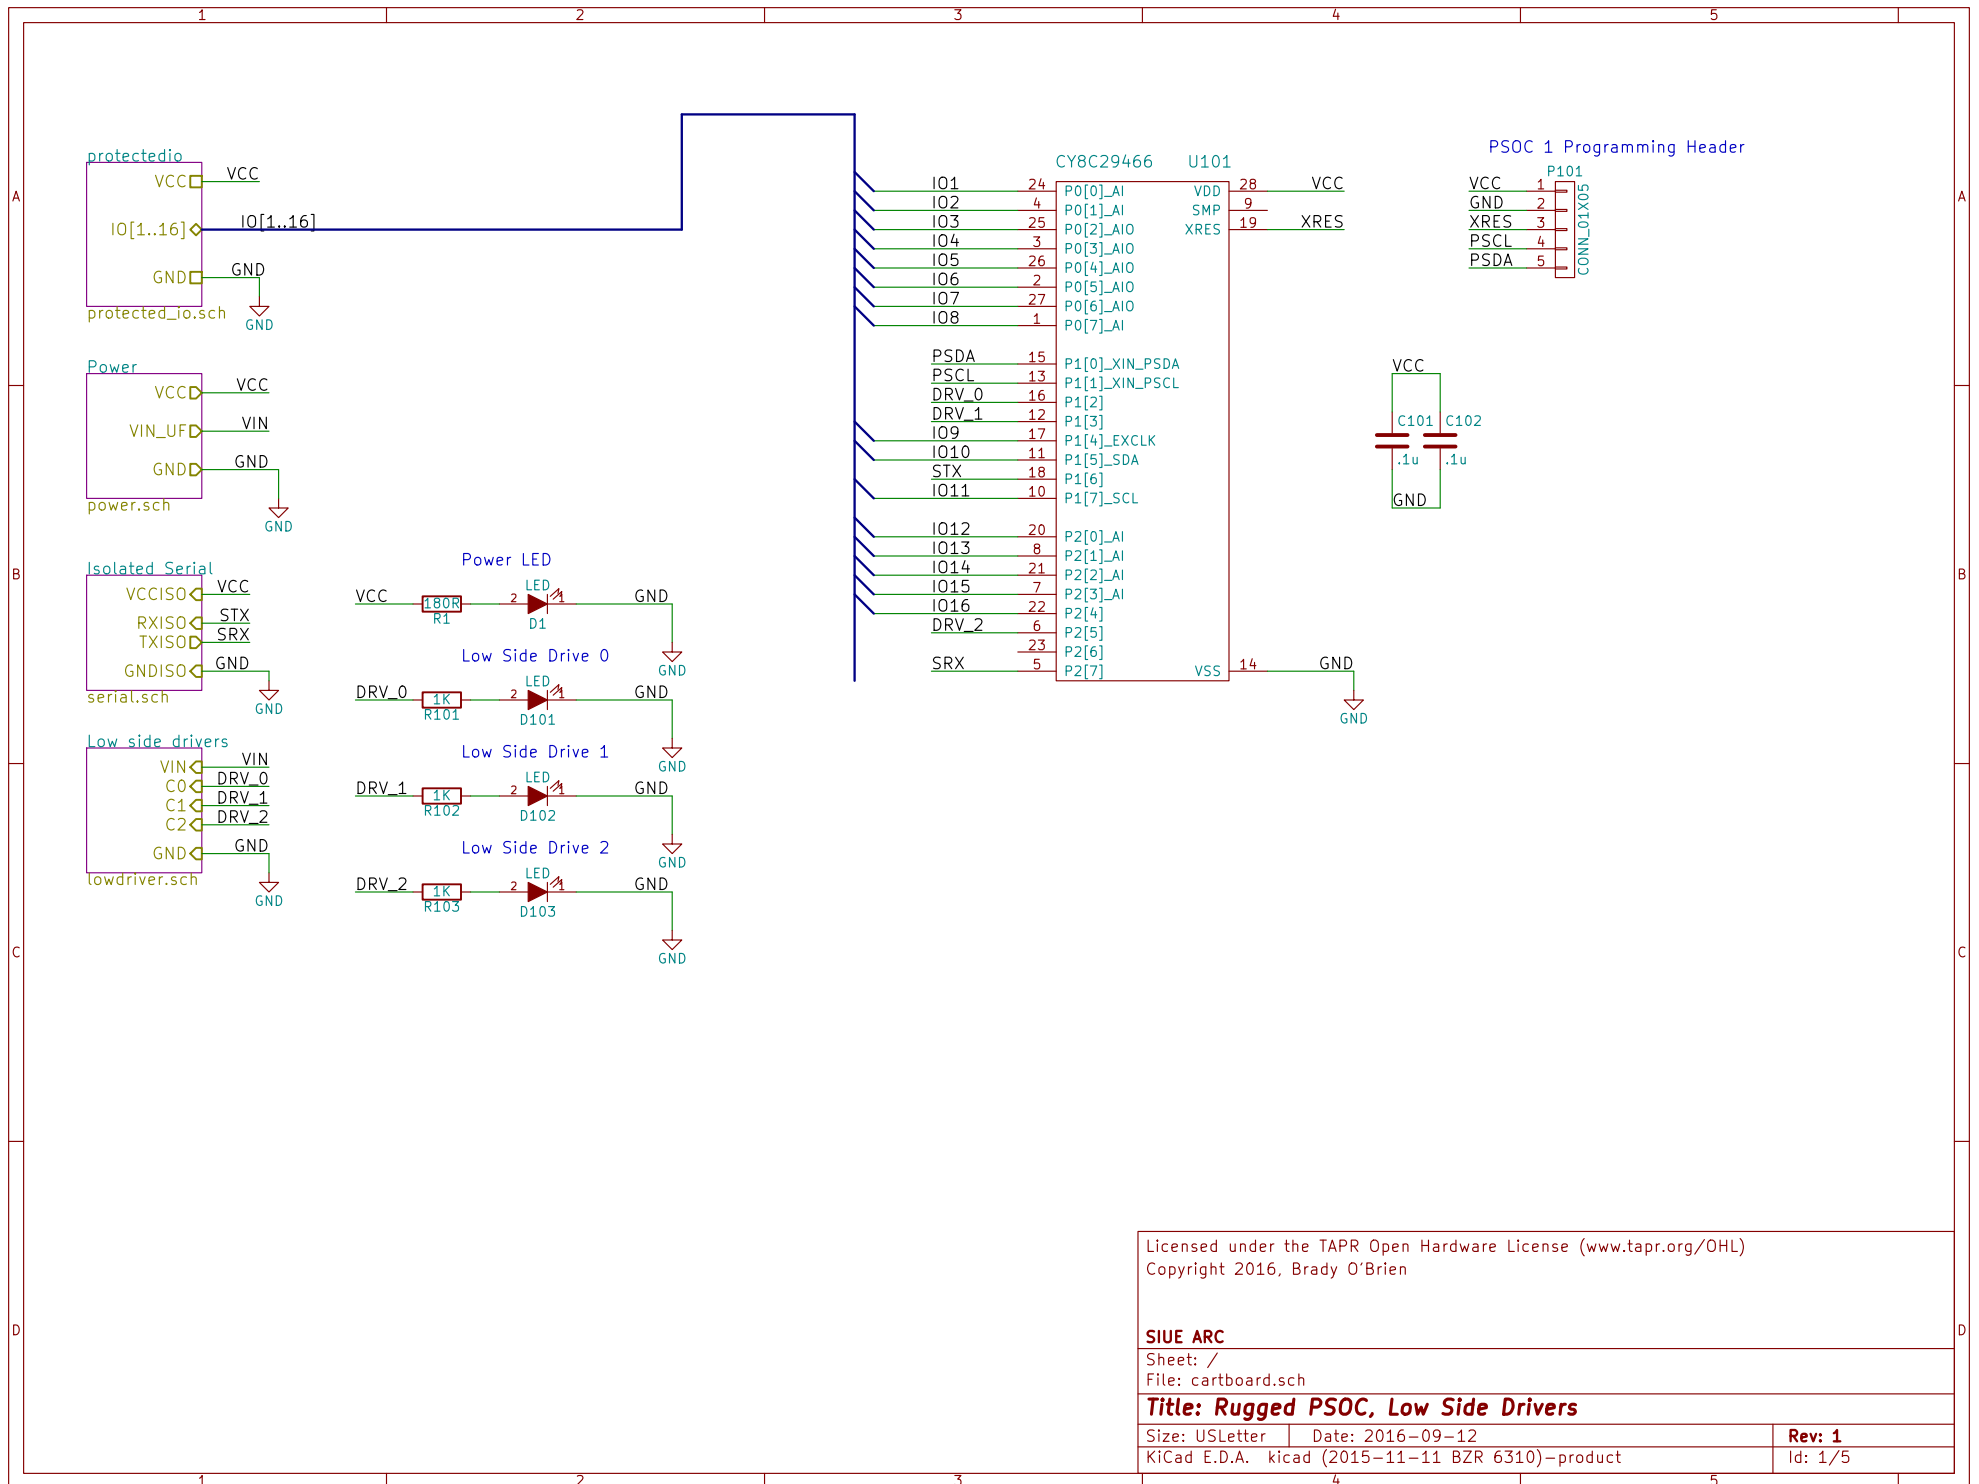 1 2 3 4 5
A
B
C
D
protectedio
VCC VCC
IO[1..16] IO[1..16]
GND GND
GND
protected_io.sch
Power
VCC VCC
VIN_UF VIN
GND GND
GND
power.sch
Isolated Serial
VCCISO VCC
RXISO STX
TXISO SRX
GNDISO GND
GND
serial.sch
Low side drivers
VIN VIN
C0 DRV_0
C1 DRV_1
C2 DRV_2
GND GND
GND
lowdriver.sch
Power LED
VCC 180R R1 2 LED 1 D1 GND
GND
Low Side Drive 0
DRV_0 1K R101 2 LED 1 D101 GND
GND
Low Side Drive 1
DRV_1 1K R102 2 LED 1 D102 GND
GND
Low Side Drive 2
DRV_2 1K R103 2 LED 1 D103 GND
GND
CY8C29466 U101
IO1 24 P0[0]_AI
IO2 4 P0[1]_AI
IO3 25 P0[2]_AIO
IO4 3 P0[3]_AIO
IO5 26 P0[4]_AIO
IO6 2 P0[5]_AIO
IO7 27 P0[6]_AIO
IO8 1 P0[7]_AI
PSDA 15 P1[0]_XIN_PSDA
PSCL 13 P1[1]_XIN_PSCL
DRV_0 16 P1[2]
DRV_1 12 P1[3]
IO9 17 P1[4]_EXCLK
IO10 11 P1[5]_SDA
STX 18 P1[6]
IO11 10 P1[7]_SCL
IO12 20 P2[0]_AI
IO13 8 P2[1]_AI
IO14 21 P2[2]_AI
IO15 7 P2[3]_AI
IO16 22 P2[4]
DRV_2 6 P2[5]
23 P2[6]
SRX 5 P2[7]
VDD 28 VCC
SMP 9
XRES 19 XRES
VSS 14 GND
GND
PSOC 1 Programming Header
P101
VCC 1
GND 2
XRES 3
PSCL 4
PSDA 5
CONN_01X05
VCC
C101 C102
.1u .1u
GND
Licensed under the TAPR Open Hardware License (www.tapr.org/OHL)
Copyright 2016, Brady O'Brien
SIUE ARC
Sheet: /
File: cartboard.sch
Title: Rugged PSOC, Low Side Drivers
Size: USLetter Date: 2016-09-12 Rev: 1
KiCad E.D.A. kicad (2015-11-11 BZR 6310)-product Id: 1/5
A
B
C
D
1 2 3 4 5